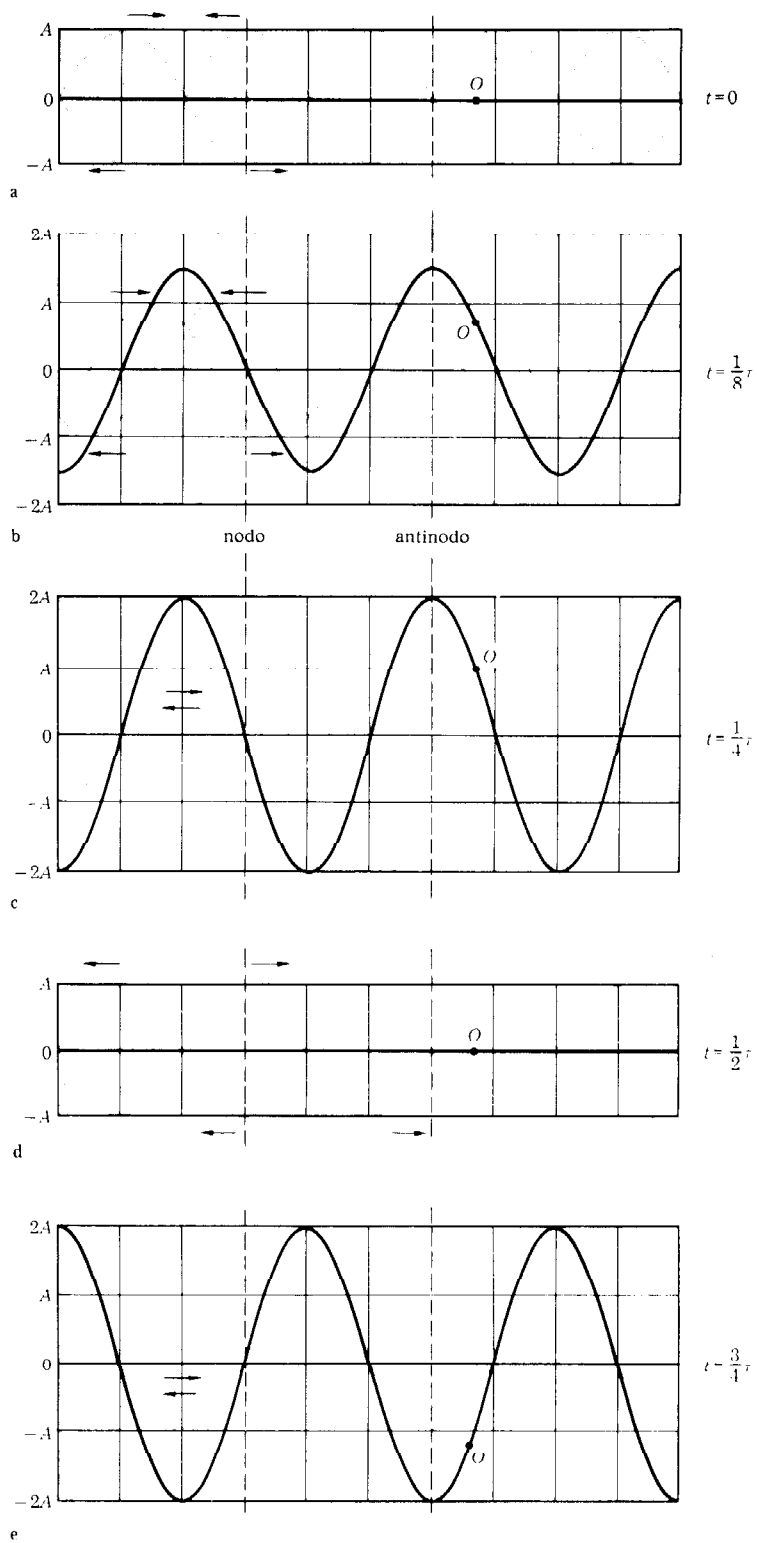 A
O
0
t=0
−A
a
2A
A
O
0
t=1/8 τ
−A
−2A
b
nodo antinodo
2A
O
A
0
t=1/4 τ
−A
−2A
c
A
O
0
t=1/2 τ
−A
d
2A
A
0
t=3/4 τ
−A
O
−2A
e